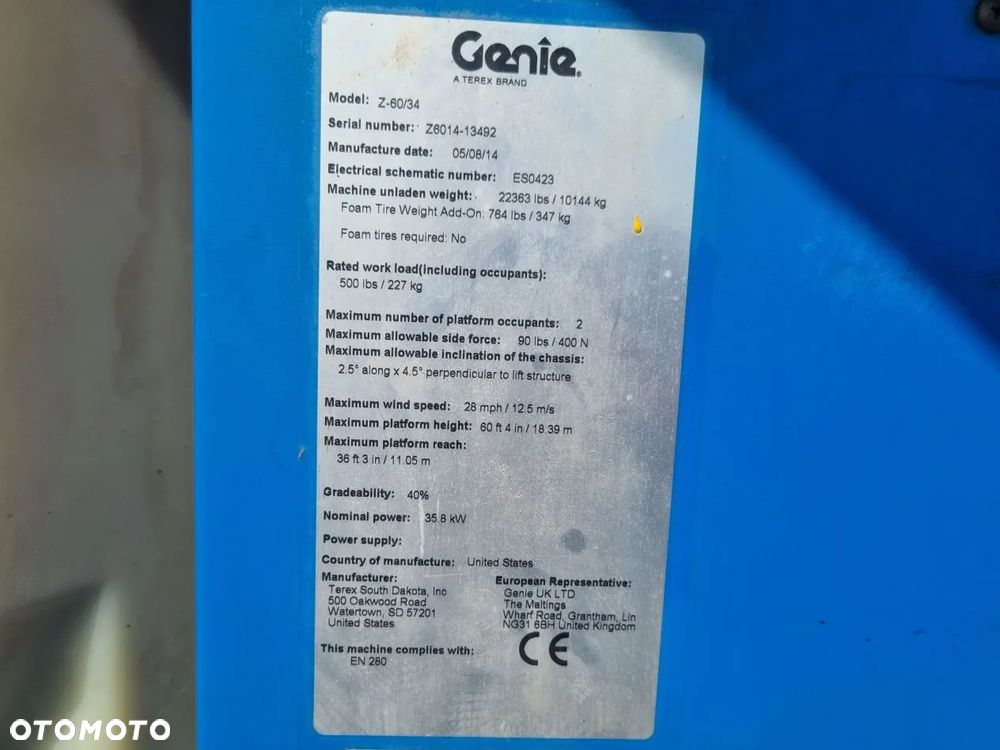 Genie
A TEREX BRAND
Model: Z-60/34
Serial number: Z6014-13492
Manufacture date: 05/08/14
Electrical schematic number: ES0423
Machine unladen weight: 22363 lbs / 10144 kg
Foam Tire Weight Add-On: 764 lbs / 347 kg
Foam tires required: No
Rated work load(including occupants):
500 lbs / 227 kg
Maximum number of platform occupants: 2
Maximum allowable side force: 90 lbs / 400 N
Maximum allowable inclination of the chassis:
2.5° along x 4.5° perpendicular to lift structure
Maximum wind speed: 28 mph / 12.5 m/s
Maximum platform height: 60 ft 4 in / 18.39 m
Maximum platform reach:
36 ft 3 in / 11.05 m
Gradeability: 40%
Nominal power: 35.8 kW
Power supply:
Country of manufacture: United States
Manufacturer:
Terex South Dakota, Inc
500 Oakwood Road
Watertown, SD 57201
United States
European Representative:
Genie UK LTD
The Maltings
Wharf Road, Grantham, Lin
NG31 6BH United Kingdom
This machine complies with:
EN 280
CE
OTOMOTO